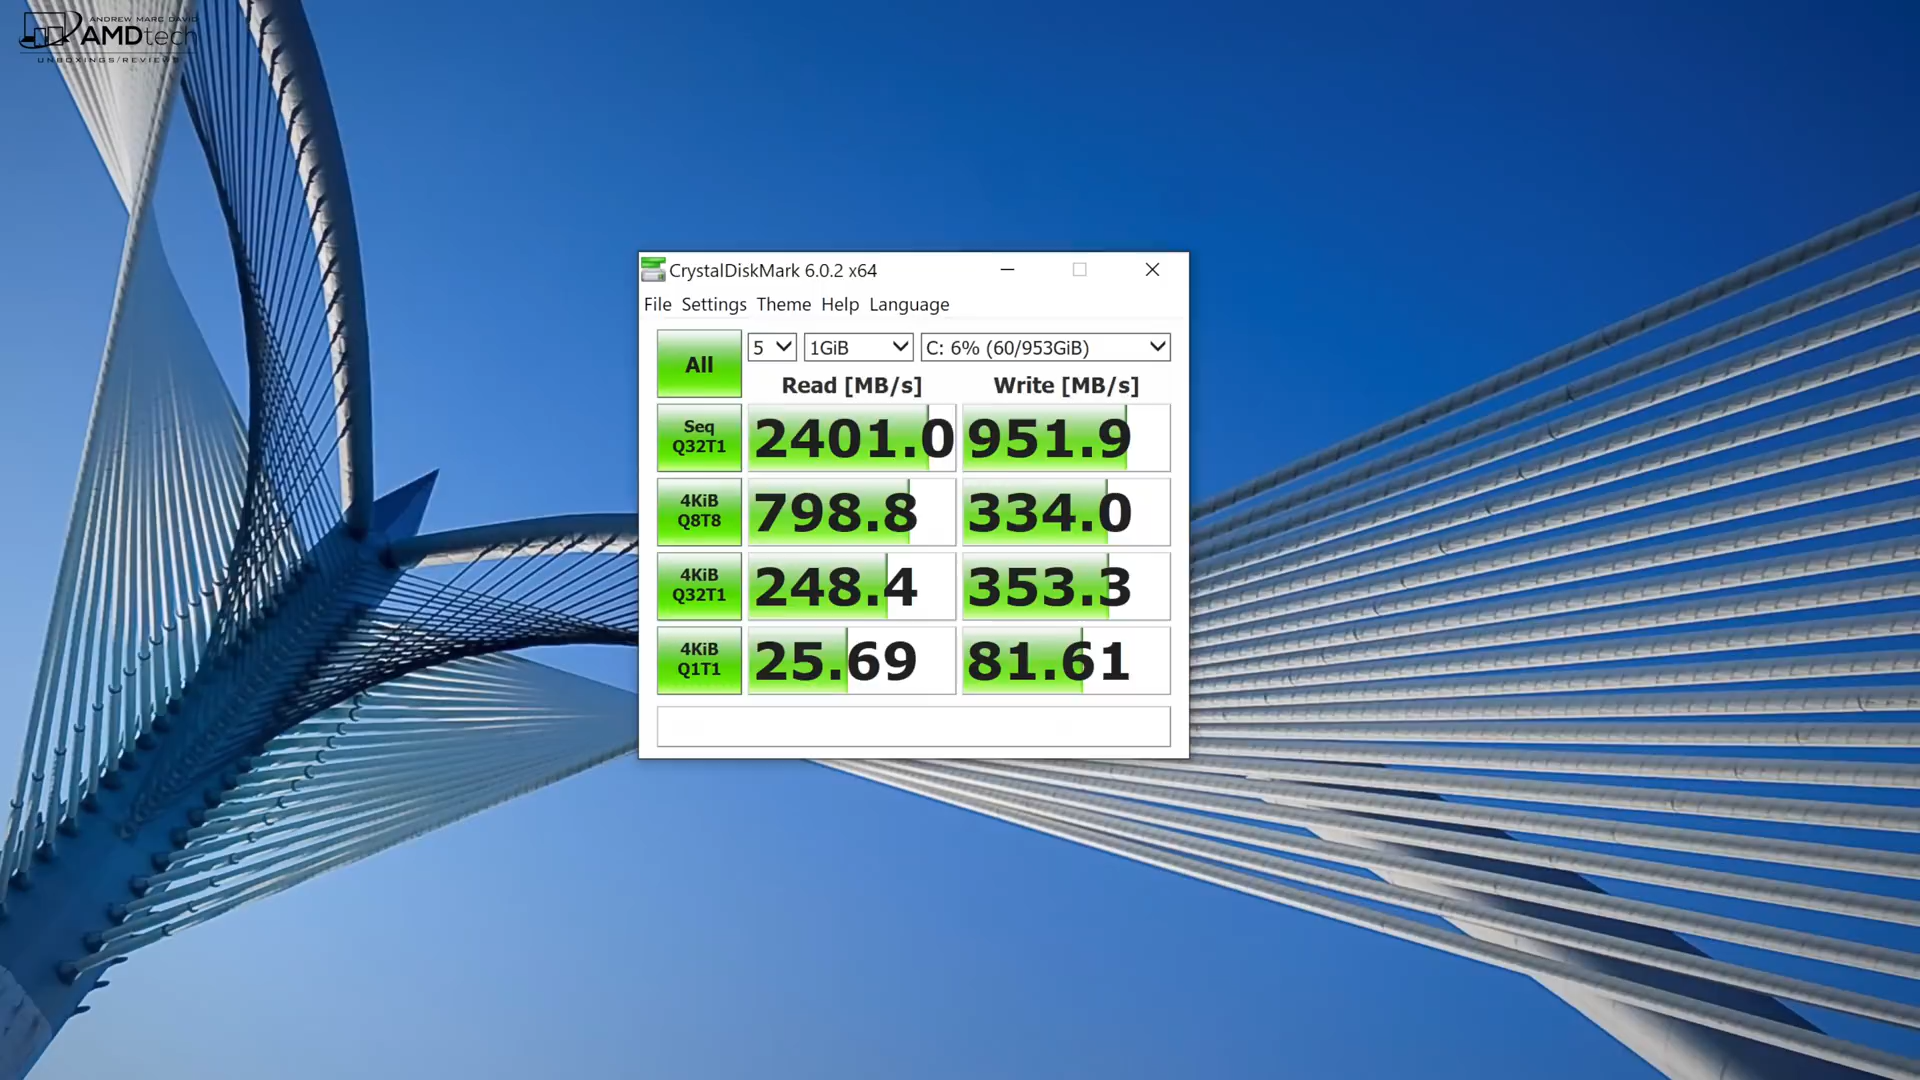 ANDREW MARC DAVID
AMDtech
UNBOXINGS/REVIEWS
CrystalDiskMark 6.0.2 x64
File Settings Theme Help Language
All 5 1GiB C: 6% (60/953GiB)
Read [MB/s] Write [MB/s]
Seq
Q32T1 2401.0 951.9
4KiB
Q8T8 798.8 334.0
4KiB
Q32T1 248.4 353.3
4KiB
Q1T1 25.69 81.61